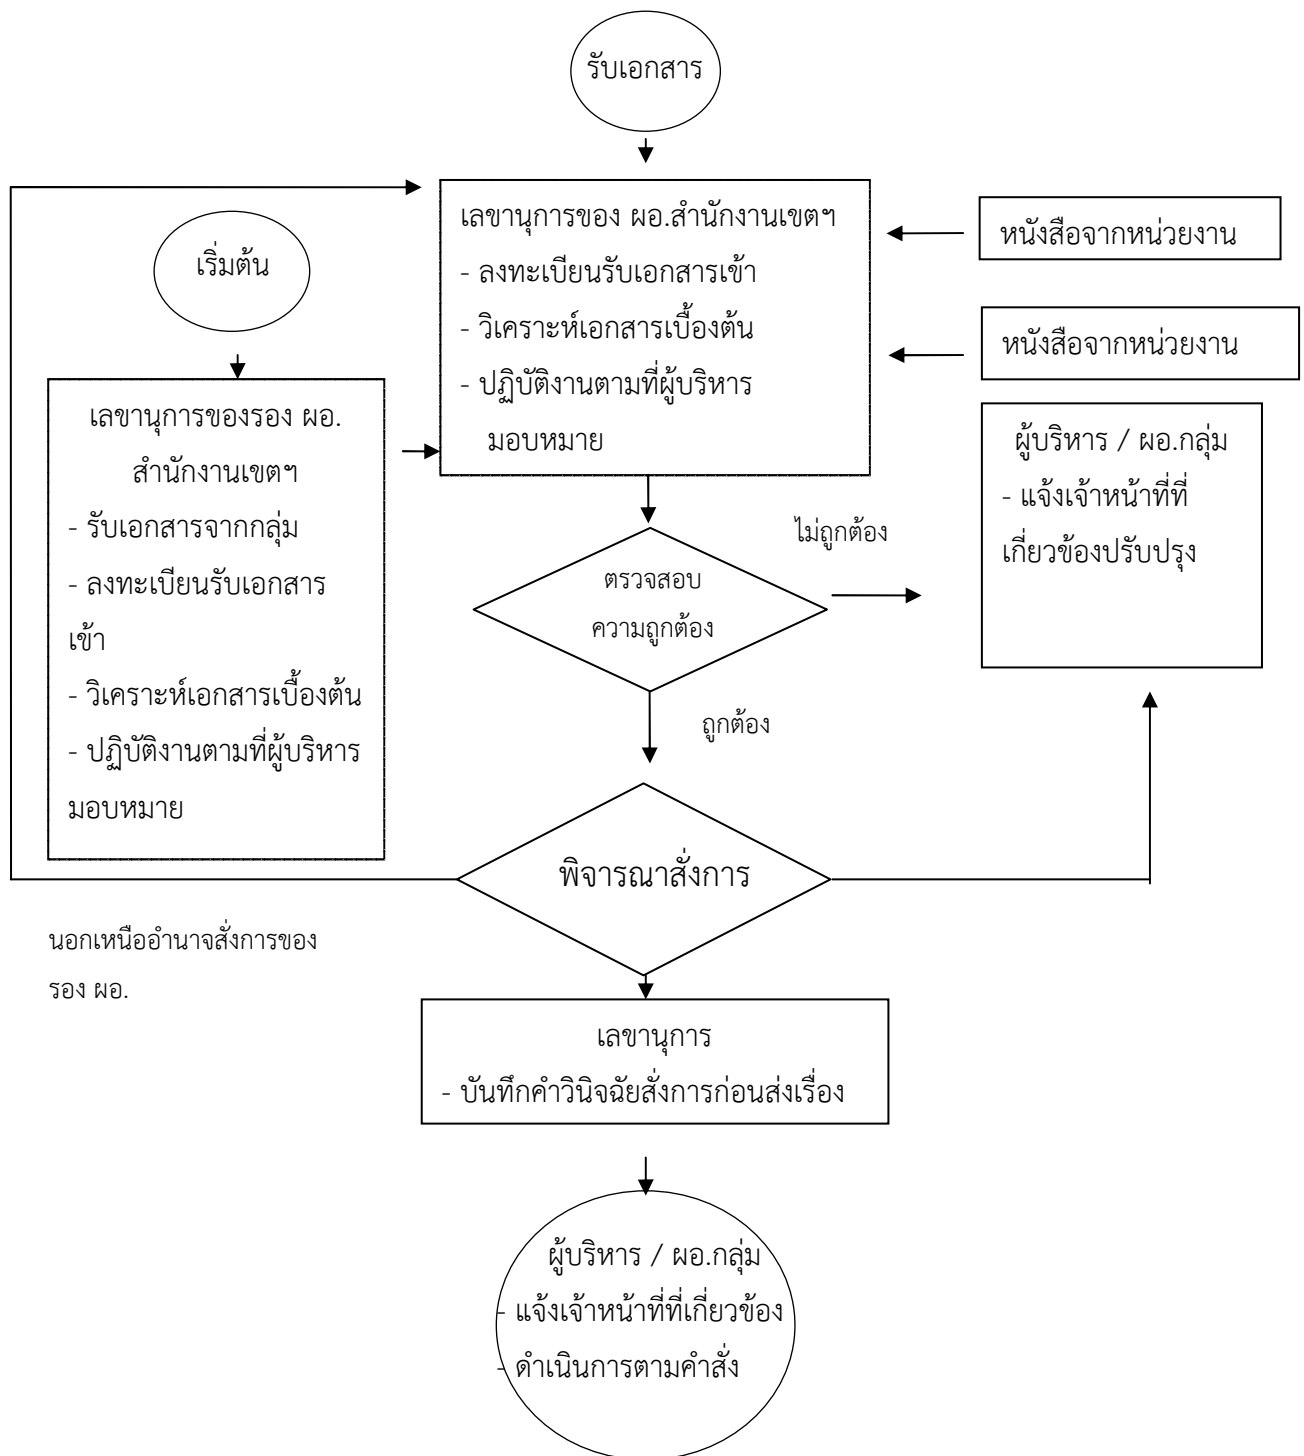 รับเอกสาร
เริ่มต้น
เลขานุการของ ผอ.สำนักงานเขตฯ
- ลงทะเบียนรับเอกสารเข้า
- วิเคราะห์เอกสารเบื้องต้น
- ปฏิบัติงานตามที่ผู้บริหาร
มอบหมาย
หนังสือจากหน่วยงาน
หนังสือจากหน่วยงาน
เลขานุการของรอง ผอ.
สำนักงานเขตฯ
- รับเอกสารจากกลุ่ม
- ลงทะเบียนรับเอกสาร
เข้า
- วิเคราะห์เอกสารเบื้องต้น
- ปฏิบัติงานตามที่ผู้บริหาร
มอบหมาย
ผู้บริหาร / ผอ.กลุ่ม
- แจ้งเจ้าหน้าที่ที่
เกี่ยวข้องปรับปรุง
ไม่ถูกต้อง
ตรวจสอบ
ความถูกต้อง
ถูกต้อง
พิจารณาสั่งการ
นอกเหนืออำนาจสั่งการของ
รอง ผอ.
เลขานุการ
- บันทึกคำวินิจฉัยสั่งการก่อนส่งเรื่อง
ผู้บริหาร / ผอ.กลุ่ม
- แจ้งเจ้าหน้าที่ที่เกี่ยวข้อง
- ดำเนินการตามคำสั่ง